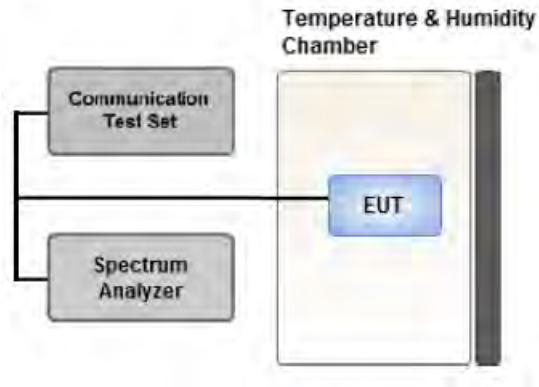 Temperature & Humidity
Chamber
Communication
Test Set
EUT
Spectrum
Analyzer